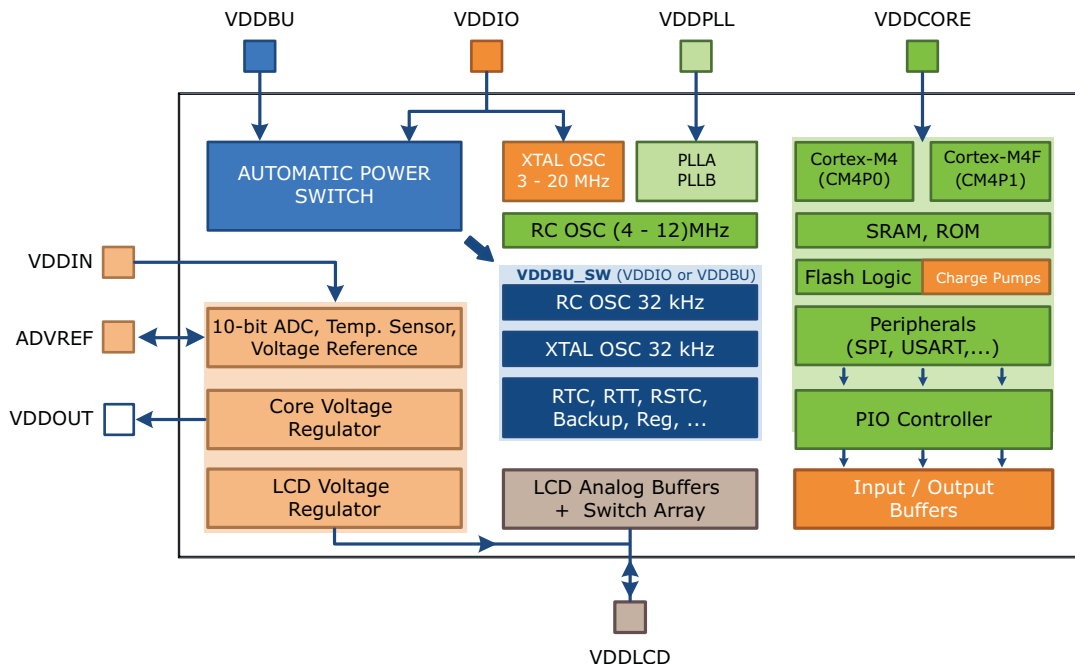 VDDBU
VDDIO
VDDPLL
VDDCORE
AUTOMATIC POWER
SWITCH
XTAL OSC
3 - 20 MHz
PLLA
PLLB
Cortex-M4
(CM4P0)
Cortex-M4F
(CM4P1)
RC OSC (4 - 12)MHz
SRAM, ROM
VDDIN
VDDBU_SW (VDDIO or VDDBU)
Flash Logic
Charge Pumps
RC OSC 32 kHz
ADVREF
10-bit ADC, Temp. Sensor,
Voltage Reference
XTAL OSC 32 kHz
Peripherals
(SPI, USART,...)
VDDOUT
Core Voltage
Regulator
RTC, RTT, RSTC,
Backup, Reg, ...
PIO Controller
LCD Voltage
Regulator
LCD Analog Buffers
+ Switch Array
Input / Output
Buffers
VDDLCD